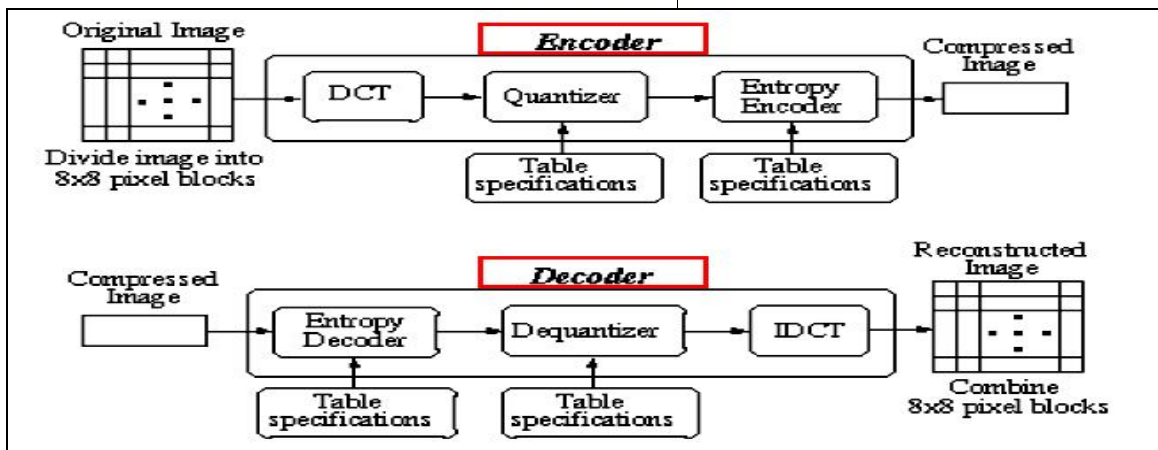 Original Image
Encoder
Compressed
Image
DCT
Quantizer
Entropy
Encoder
Divide image into
8x8 pixel blocks
Table
specifications
Table
specifications
Decoder
Compressed
Image
Reconstructed
Image
Entropy
Decoder
Dequantizer
IDCT
Table
specifications
Table
specifications
Combine
8x8 pixel blocks